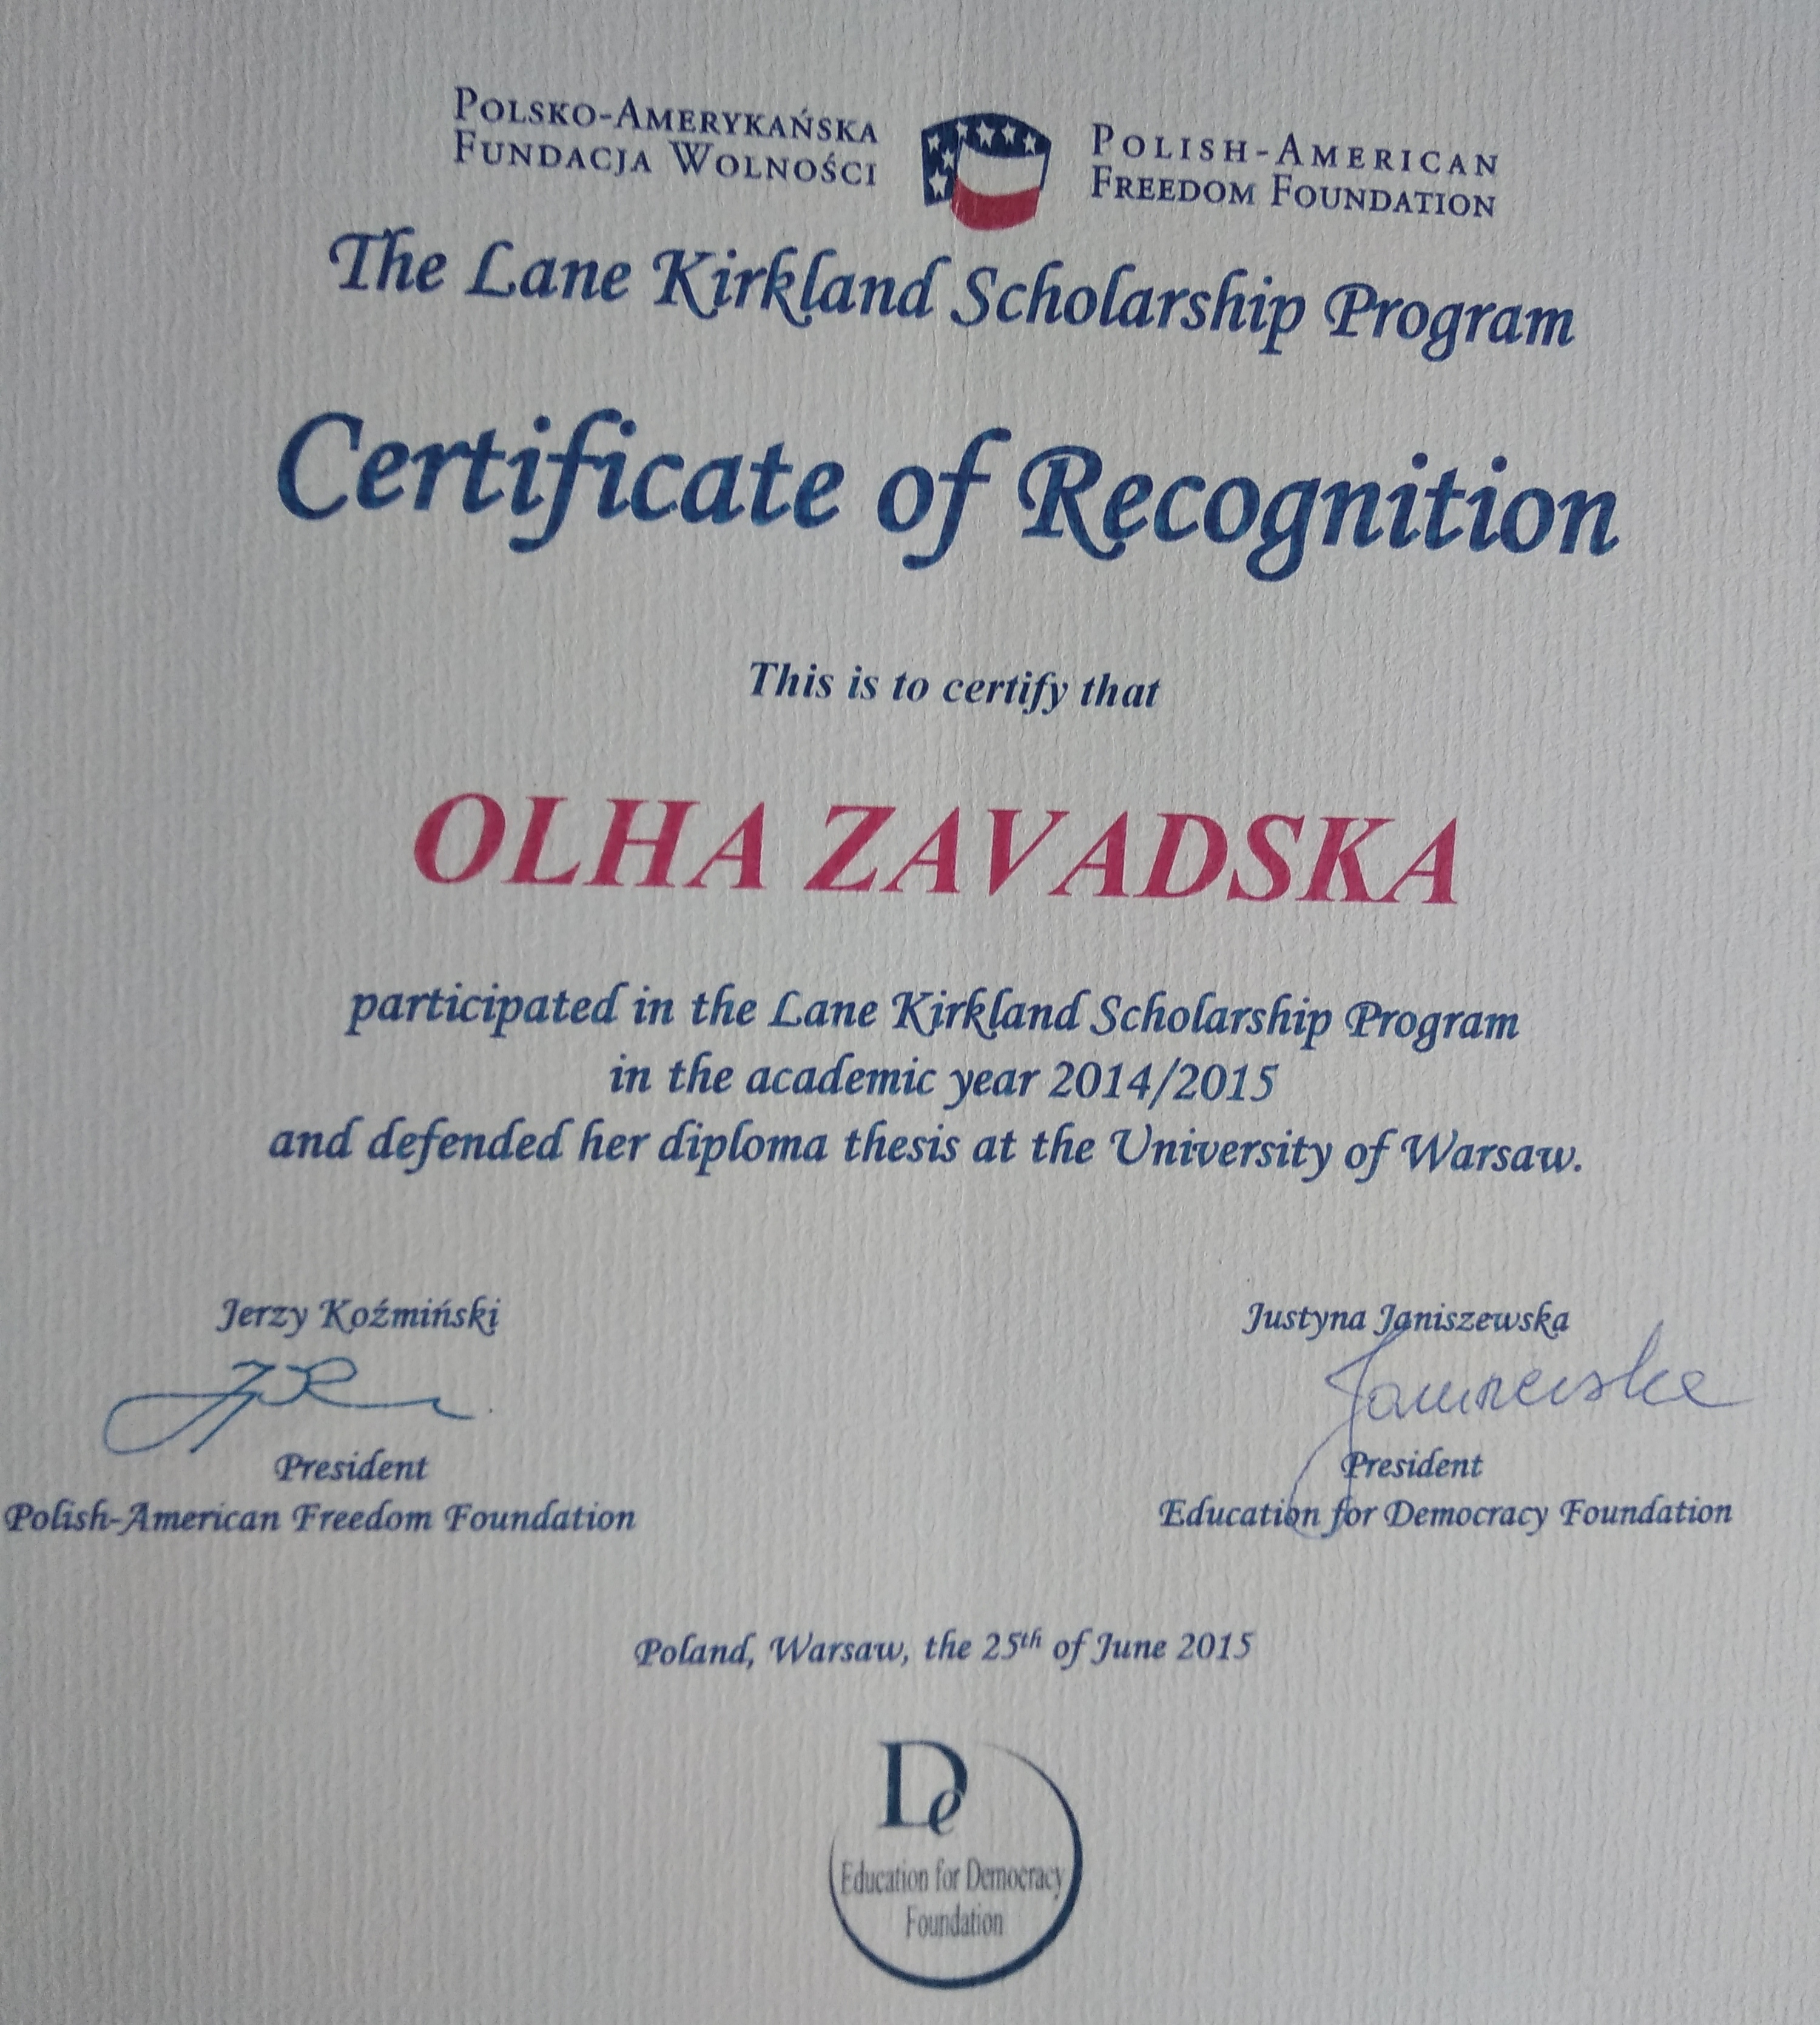 POLSKO-AMERYKAŃSKA
FUNDACJA WOLNOŚCI
POLISH-AMERICAN
FREEDOM FOUNDATION
The Lane Kirkland Scholarship Program
Certificate of Recognition
This is to certify that
OLHA ZAVADSKA
participated in the Lane Kirkland Scholarship Program
in the academic year 2014/2015
and defended her diploma thesis at the University of Warsaw.
Jerzy Koźmiński
President
Polish-American Freedom Foundation
Justyna Janiszewska
Janiszewska
President
Education for Democracy Foundation
Poland, Warsaw, the 25th of June 2015
De
Education for Democracy
Foundation